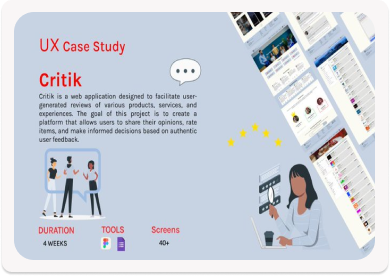 UX Case Study
Critik
Critik is a web application designed to facilitate user-
generated reviews of various products, services, and
experiences. The goal of this project is to create a
platform that allows users to share their opinions, rate
items, and make informed decisions based on authentic
user feedback.
DURATION
TOOLS
Screens
4 WEEKS
40+